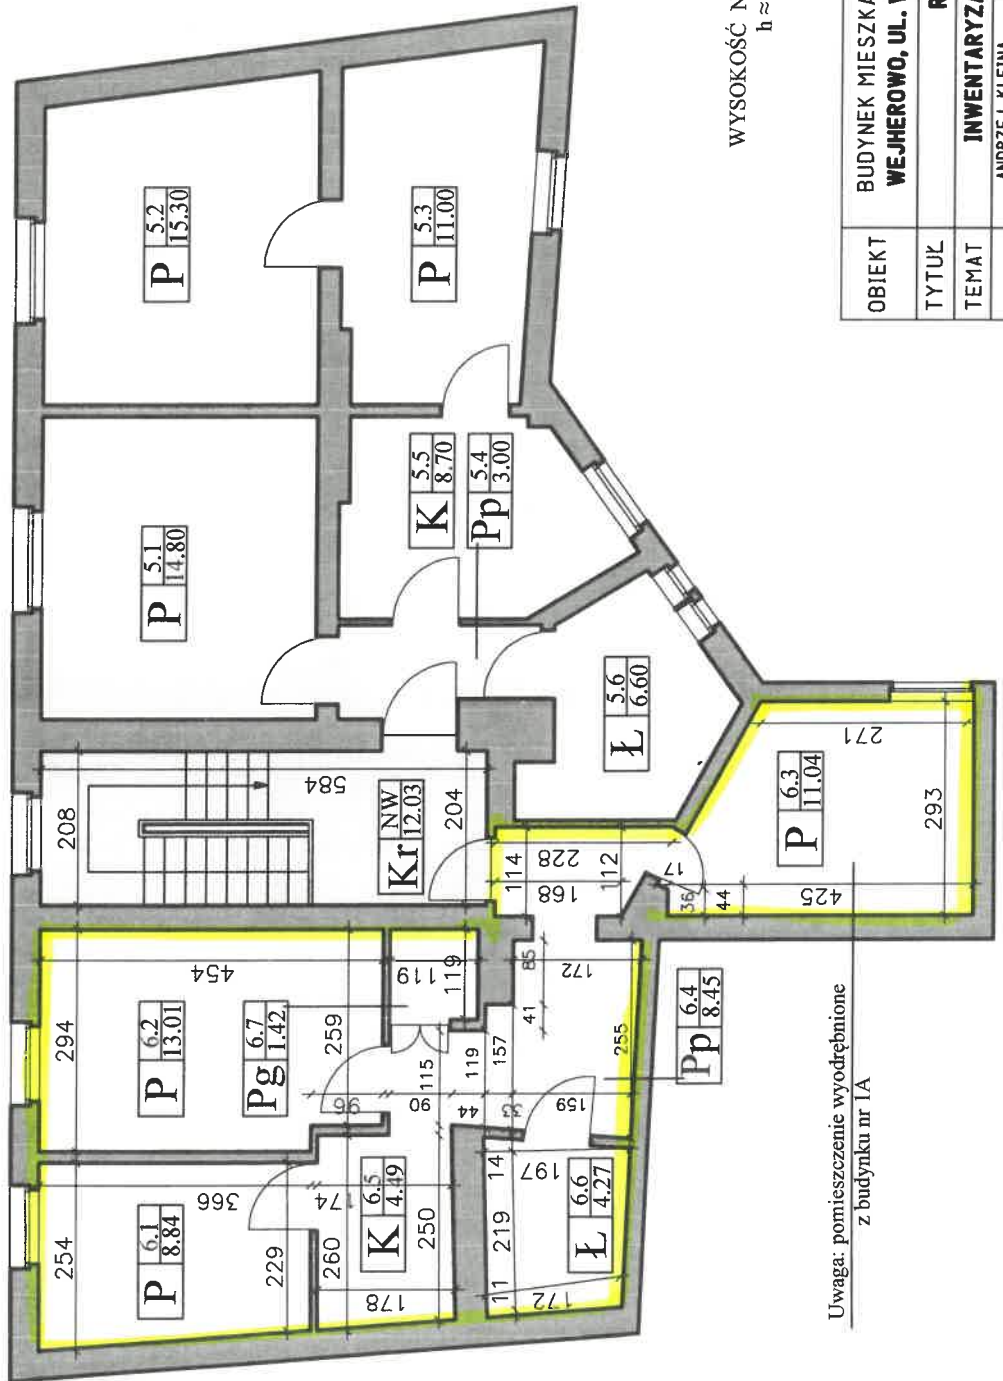 WYSOKOŚĆ
h ≈
OBIEKT
BUDYNEK
WEJHEROWO, UL.
TYTUŁ
TEMAT
ANDRZEJ KLEINA
P 5.2 15.30
P 5.3 11.00
P 5.1 14.80
K 5.5 8.70
Pp 5.4 3.00
Ł 5.6 6.60
584
208
Kr NW 12.03
204
114
228
168
112
17
36
44
P 6.3 11.04
271
425
293
454
294
P 6.2 13.01
Pg 6.7 1.42
259
119
119
96
115
90
119
44
157
33
41
85
172
255
159
Pp 6.4 8.45
366
254
P 6.1 8.84
229
174
260
K 6.5 4.49
250
178
14
197
219
11
172
Ł 6.6 4.27
Uwaga: pomieszczenie wyodrębnione
z budynku nr 1A